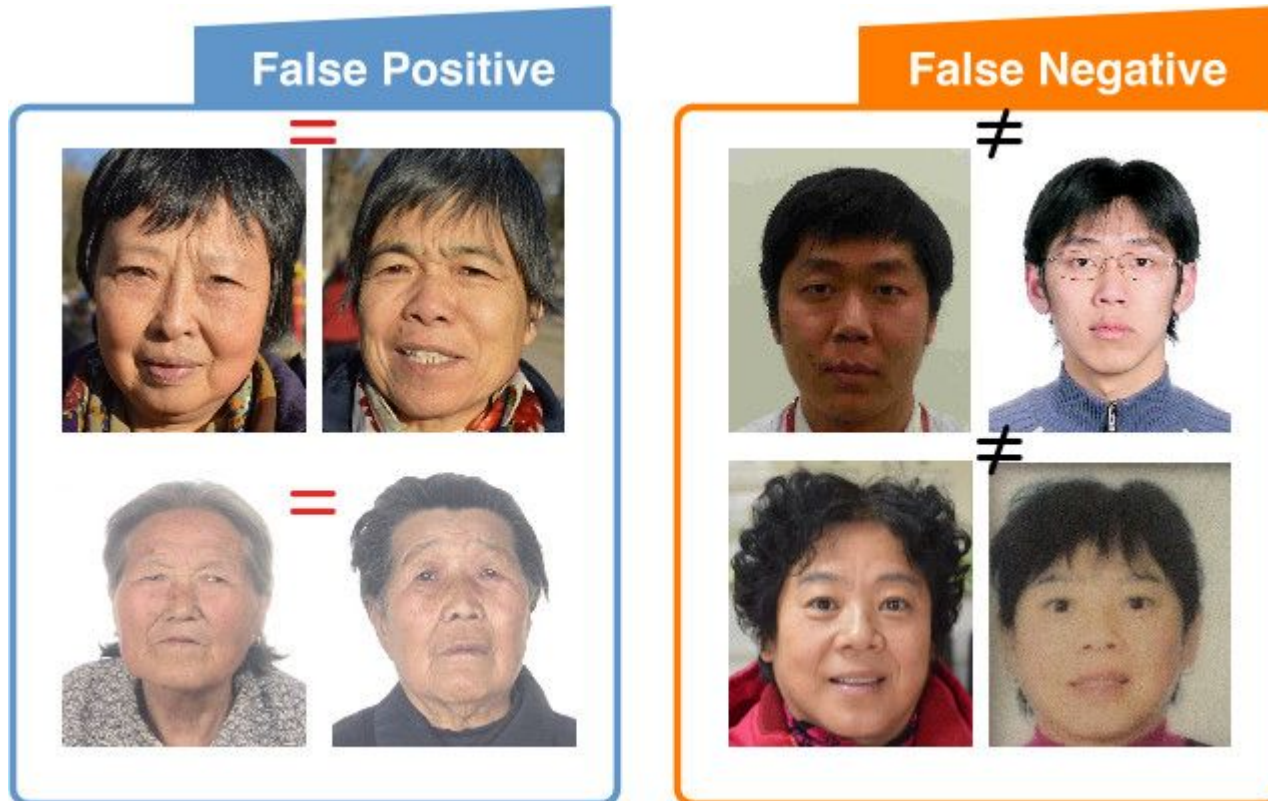 False Positive
False Negative
=
≠
=
≠